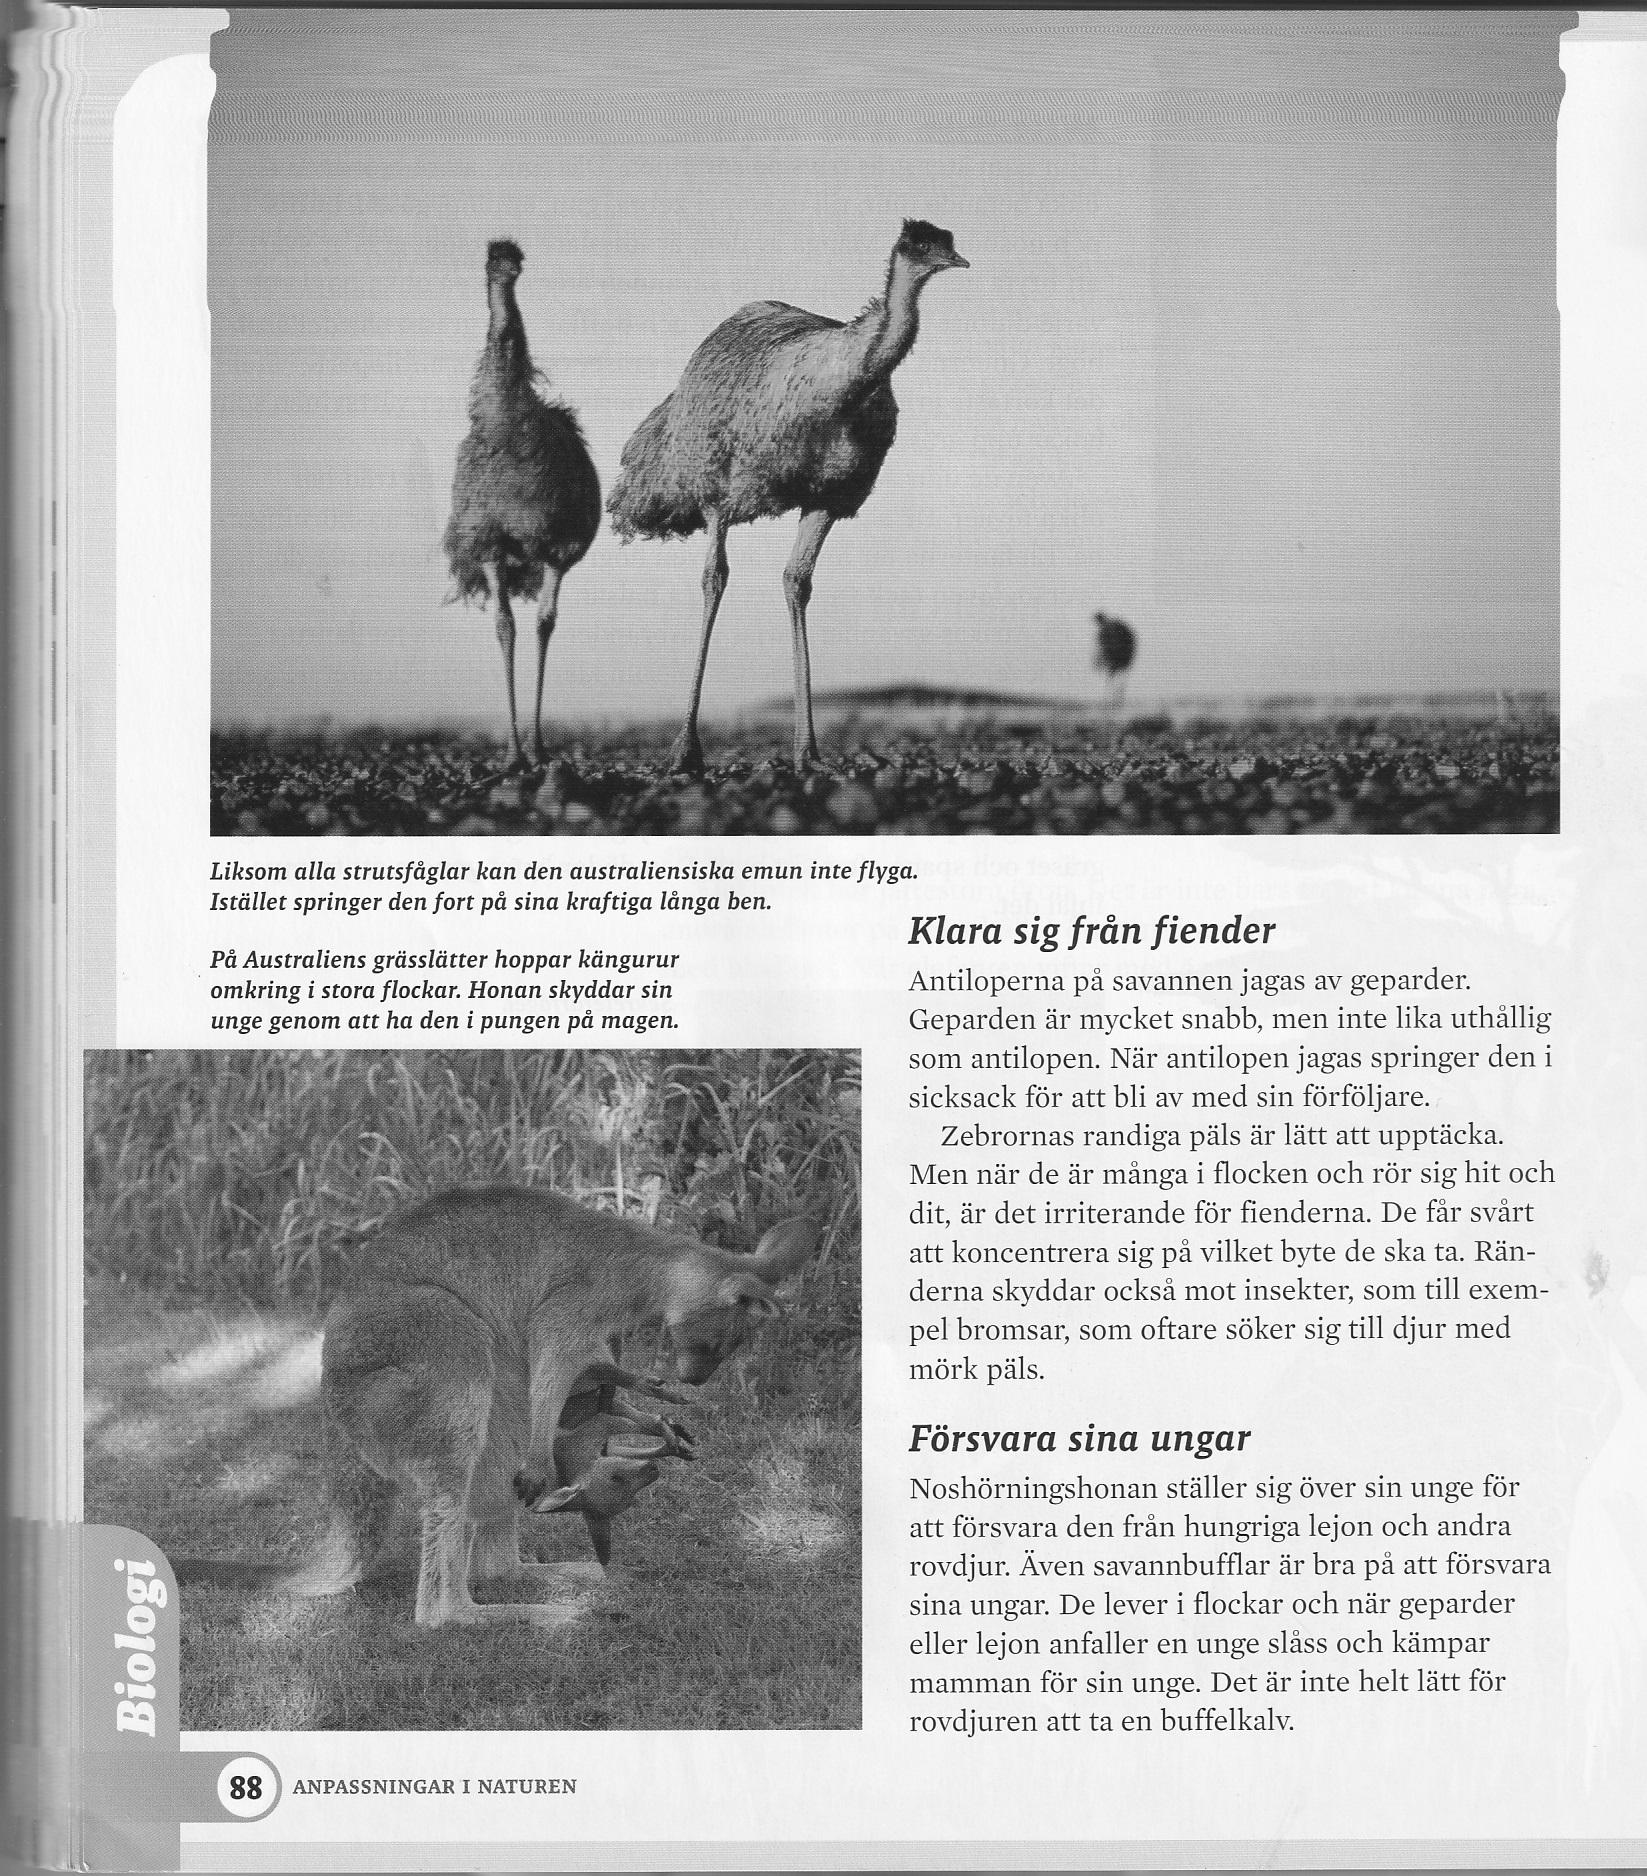 Liksom alla strutsfåglar kan den australiensiska emun inte flyga.
Istället springer den fort på sina kraftiga långa ben.
På Australiens grässlätter hoppar kängurur
omkring i stora flockar. Honan skyddar sin
unge genom att ha den i pungen på magen.
Klara sig från fiender
Antiloperna på savannen jagas av geparder.
Geparden är mycket snabb, men inte lika uthållig
som antilopen. När antilopen jagas springer den i
sicksack för att bli av med sin förföljare.
Zebrornas randiga päls är lätt att upptäcka.
Men när de är många i flocken och rör sig hit och
dit, är det irriterande för fienderna. De får svårt
att koncentrera sig på vilket byte de ska ta. Rän-
derna skyddar också mot insekter, som till exem-
pel bromsar, som oftare söker sig till djur med
mörk päls.
Försvara sina ungar
Noshörningshonan ställer sig över sin unge för
att försvara den från hungriga lejon och andra
rovdjur. Även savannbufflar är bra på att försvara
sina ungar. De lever i flockar och när geparder
eller lejon anfaller en unge slåss och kämpar
mamman för sin unge. Det är inte helt lätt för
rovdjuren att ta en buffelkalv.
Biologi
88 ANPASSNINGAR I NATUREN